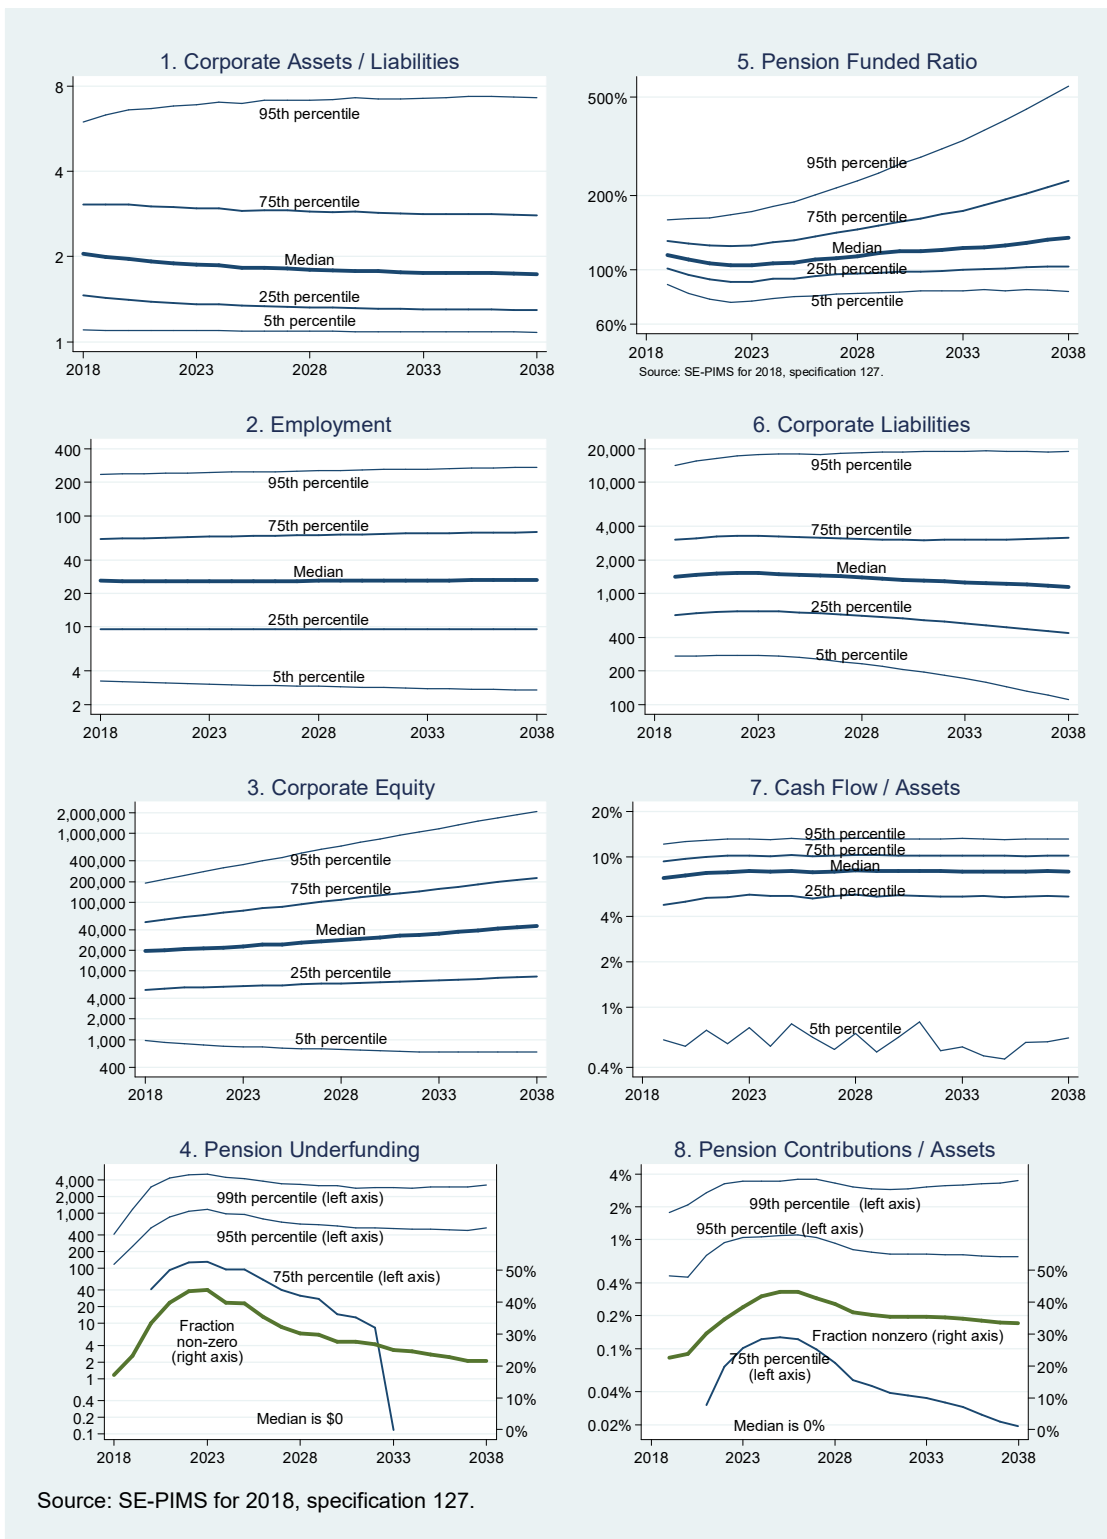 1. Corporate Assets / Liabilities
8
4
2
1
95th percentile
75th percentile
Median
25th percentile
5th percentile
2018 2023 2028 2033 2038
5. Pension Funded Ratio
500%
200%
100%
60%
95th percentile
75th percentile
Median
25th percentile
5th percentile
2018 2023 2028 2033 2038
Source: SE-PIMS for 2018, specification 127.
2. Employment
400
200
100
40
20
10
4
2
95th percentile
75th percentile
Median
25th percentile
5th percentile
2018 2023 2028 2033 2038
6. Corporate Liabilities
20,000
10,000
4,000
2,000
1,000
400
200
100
95th percentile
75th percentile
Median
25th percentile
5th percentile
2018 2023 2028 2033 2038
3. Corporate Equity
2,000,000
1,000,000
400,000
200,000
100,000
40,000
20,000
10,000
4,000
2,000
1,000
400
95th percentile
75th percentile
Median
25th percentile
5th percentile
2018 2023 2028 2033 2038
7. Cash Flow / Assets
20%
10%
4%
2%
1%
0.4%
95th percentile
75th percentile
Median
25th percentile
5th percentile
2018 2023 2028 2033 2038
4. Pension Underfunding
4,000
2,000
1,000
400
200
100
40
20
10
4
2
1
0.4
0.2
0.1
99th percentile (left axis)
95th percentile (left axis)
75th percentile (left axis)
Fraction
non-zero
(right axis)
Median is $0
50%
40%
30%
20%
10%
0%
2018 2023 2028 2033 2038
8. Pension Contributions / Assets
4%
2%
1%
0.4%
0.2%
0.1%
0.04%
0.02%
99th percentile (left axis)
95th percentile (left axis)
Fraction nonzero (right axis)
75th percentile
(left axis)
Median is 0%
50%
40%
30%
20%
10%
0%
2018 2023 2028 2033 2038
Source: SE-PIMS for 2018, specification 127.